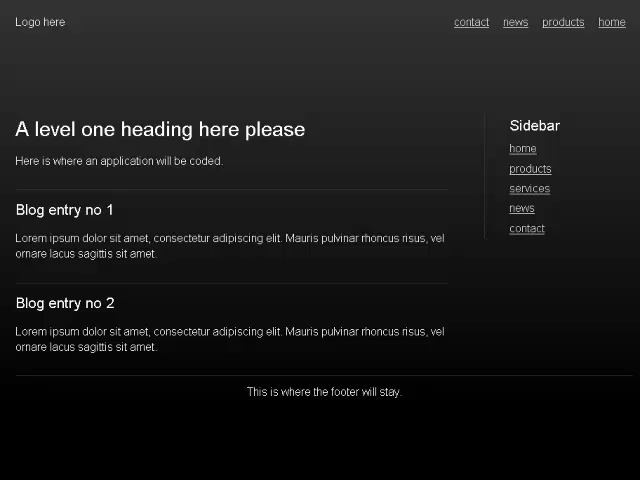 Logo here
contact news products home
A level one heading here please
Here is where an application will be coded.
Blog entry no 1
Lorem ipsum dolor sit amet, consectetur adipiscing elit. Mauris pulvinar rhoncus risus, vel
ornare lacus sagittis sit amet.
Blog entry no 2
Lorem ipsum dolor sit amet, consectetur adipiscing elit. Mauris pulvinar rhoncus risus, vel
ornare lacus sagittis sit amet.
Sidebar
home
products
services
news
contact
This is where the footer will stay.